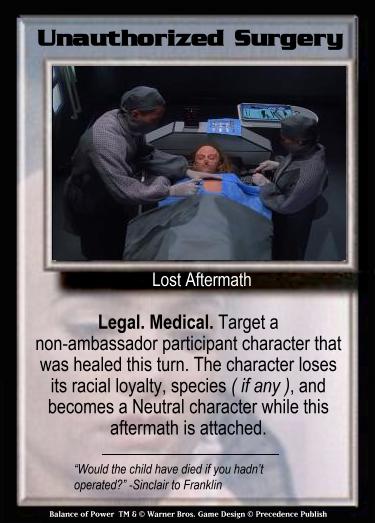 Unauthorized Surgery
Lost Aftermath
Legal. Medical. Target a
non-ambassador participant character that
was healed this turn. The character loses
its racial loyalty, species ( if any ), and
becomes a Neutral character while this
aftermath is attached.
“Would the child have died if you hadn’t
operated?” -Sinclair to Franklin
Balance of Power TM & © Warner Bros. Game Design © Precedence Publish